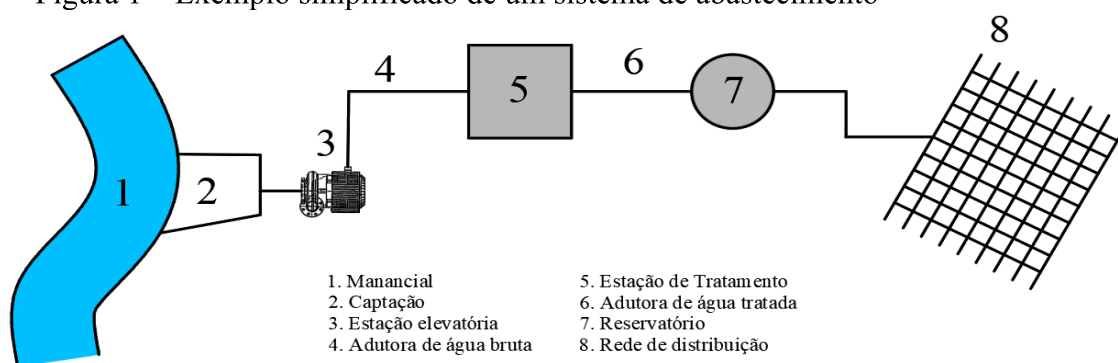 Figura 1 – Exemplo simplificado de um sistema de abastecimento
8
4
5
6
7
3
1
2
1. Manancial
2. Captação
3. Estação elevatória
4. Adutora de água bruta
5. Estação de Tratamento
6. Adutora de água tratada
7. Reservatório
8. Rede de distribuição